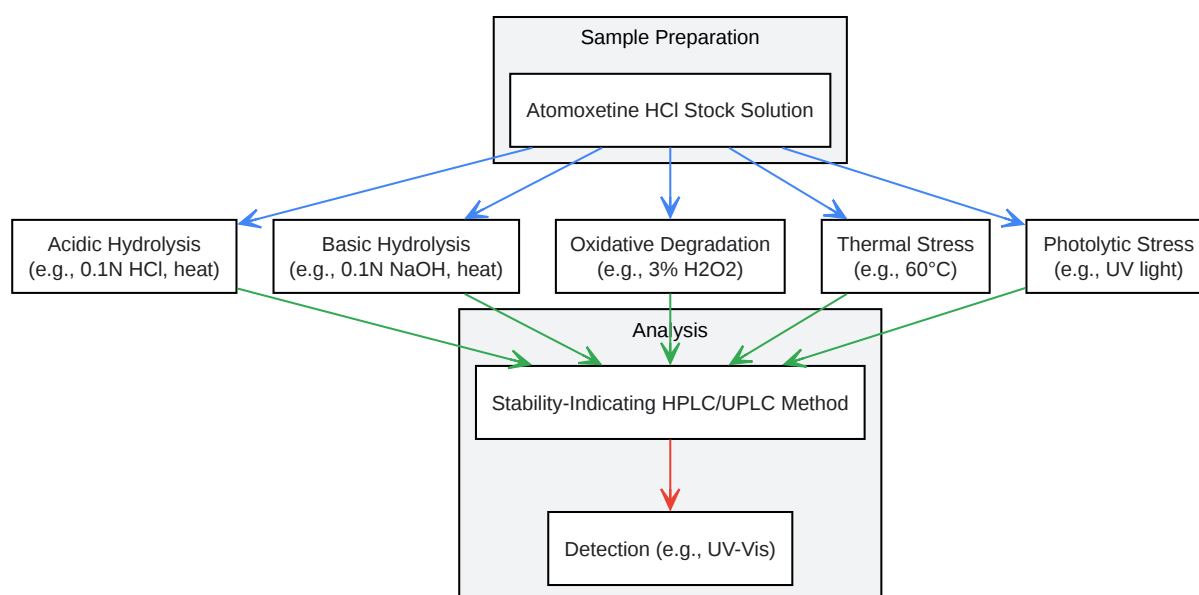 Sample Preparation
Atomoxetine HCl Stock Solution
Acidic Hydrolysis
(e.g., 0.1N HCl, heat)
Basic Hydrolysis
(e.g., 0.1N NaOH, heat)
Oxidative Degradation
(e.g., 3% H2O2)
Thermal Stress
(e.g., 60°C)
Photolytic Stress
(e.g., UV light)
Analysis
Stability-Indicating HPLC/UPLC Method
Detection (e.g., UV-Vis)